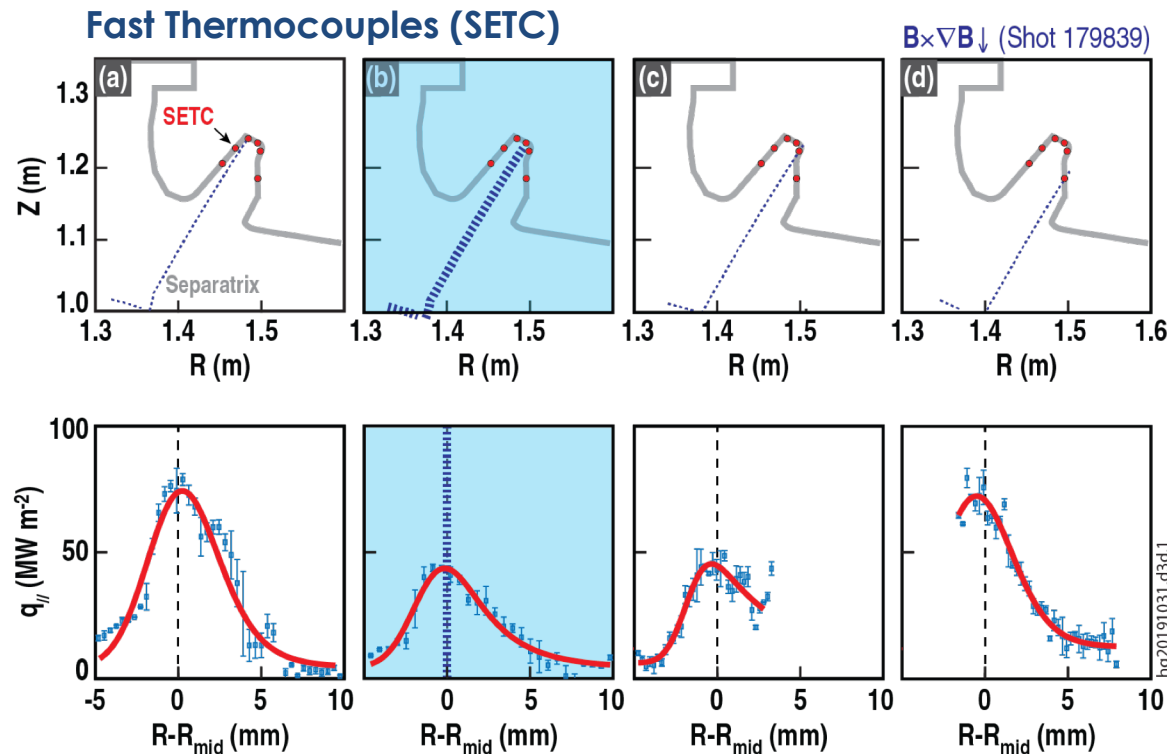 Fast Thermocouples (SETC)
B×∇B↓ (Shot 179839)
(a)
(b)
(c)
(d)
SETC
Separatrix
Z (m)
1.3
1.2
1.1
1.0
1.3 1.4 1.5
1.3 1.4 1.5
1.3 1.4 1.5
1.3 1.4 1.5 1.6
R (m)
R (m)
R (m)
R (m)
q// (MW m-2)
100
50
0
-5 0 5 10
0 5 10
0 5 10
0 5 10
R-Rmid (mm)
R-Rmid (mm)
R-Rmid (mm)
R-Rmid (mm)